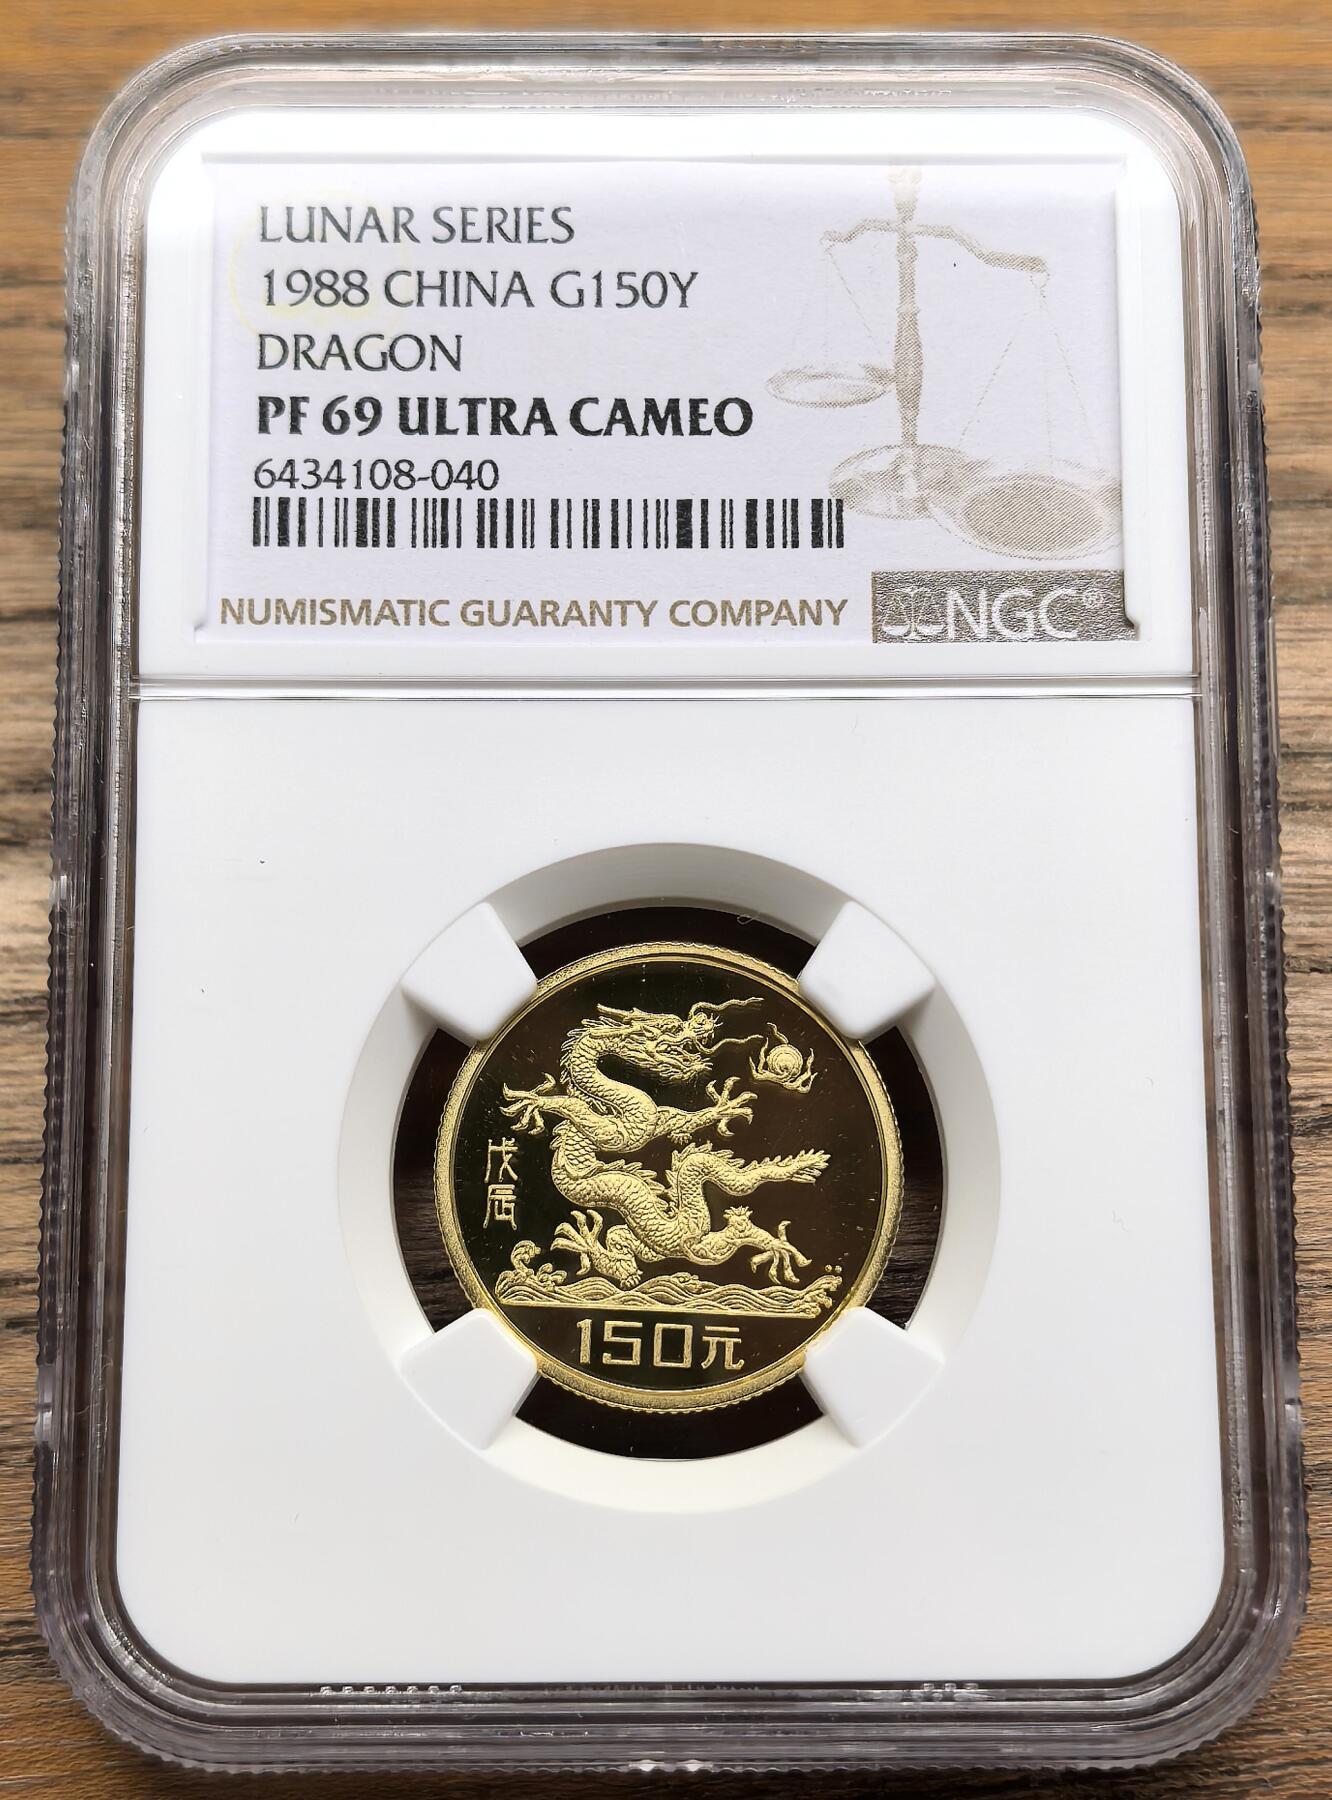 LUNAR SERIES
1988 CHINA G150Y
DRAGON
PF 69 ULTRA CAMEO
6434108-040
NUMISMATIC GUARANTY COMPANY
NGC®
戊辰
150元